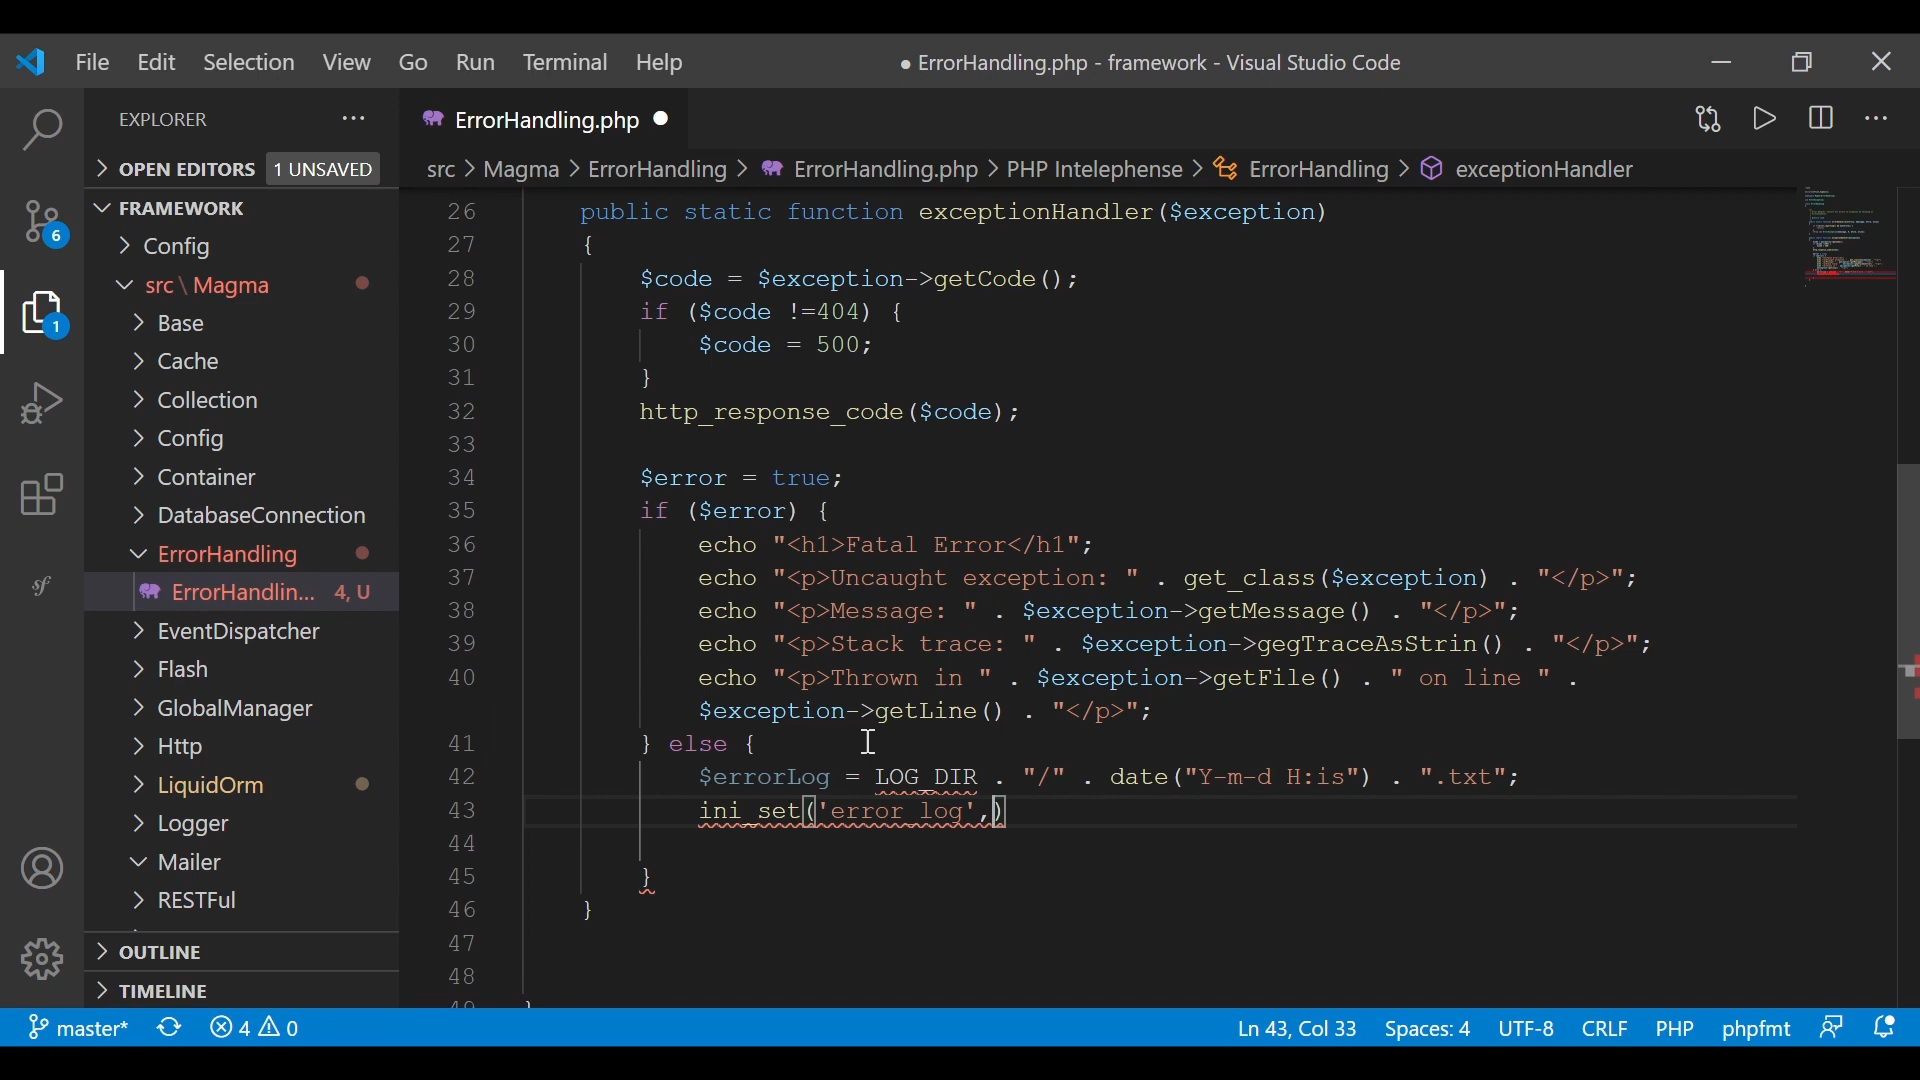 File Edit Selection View Go Run Terminal Help
● ErrorHandling.php - framework - Visual Studio Code
EXPLORER
ErrorHandling.php
OPEN EDITORS 1 UNSAVED
src > Magma > ErrorHandling > ErrorHandling.php > PHP Intelephense > ErrorHandling > exceptionHandler
FRAMEWORK
Config
src \ Magma
Base
Cache
Collection
Config
Container
DatabaseConnection
ErrorHandling
ErrorHandlin... 4, U
EventDispatcher
Flash
GlobalManager
Http
LiquidOrm
Logger
Mailer
RESTFul
OUTLINE
TIMELINE
6
1
26 public static function exceptionHandler($exception)
27 {
28 $code = $exception->getCode();
29 if ($code !=404) {
30 $code = 500;
31 }
32 http_response_code($code);
33
34 $error = true;
35 if ($error) {
36 echo "<h1>Fatal Error</h1";
37 echo "<p>Uncaught exception: " . get_class($exception) . "</p>";
38 echo "<p>Message: " . $exception->getMessage() . "</p>";
39 echo "<p>Stack trace: " . $exception->gegTraceAsStrin() . "</p>";
40 echo "<p>Thrown in " . $exception->getFile() . " on line " .
$exception->getLine() . "</p>";
41 } else {
42 $errorLog = LOG_DIR . "/" . date("Y-m-d H:is") . ".txt";
43 ini_set('error_log',)
44
45 }
46 }
47
48
master* 4 0
Ln 43, Col 33 Spaces: 4 UTF-8 CRLF PHP phpfmt